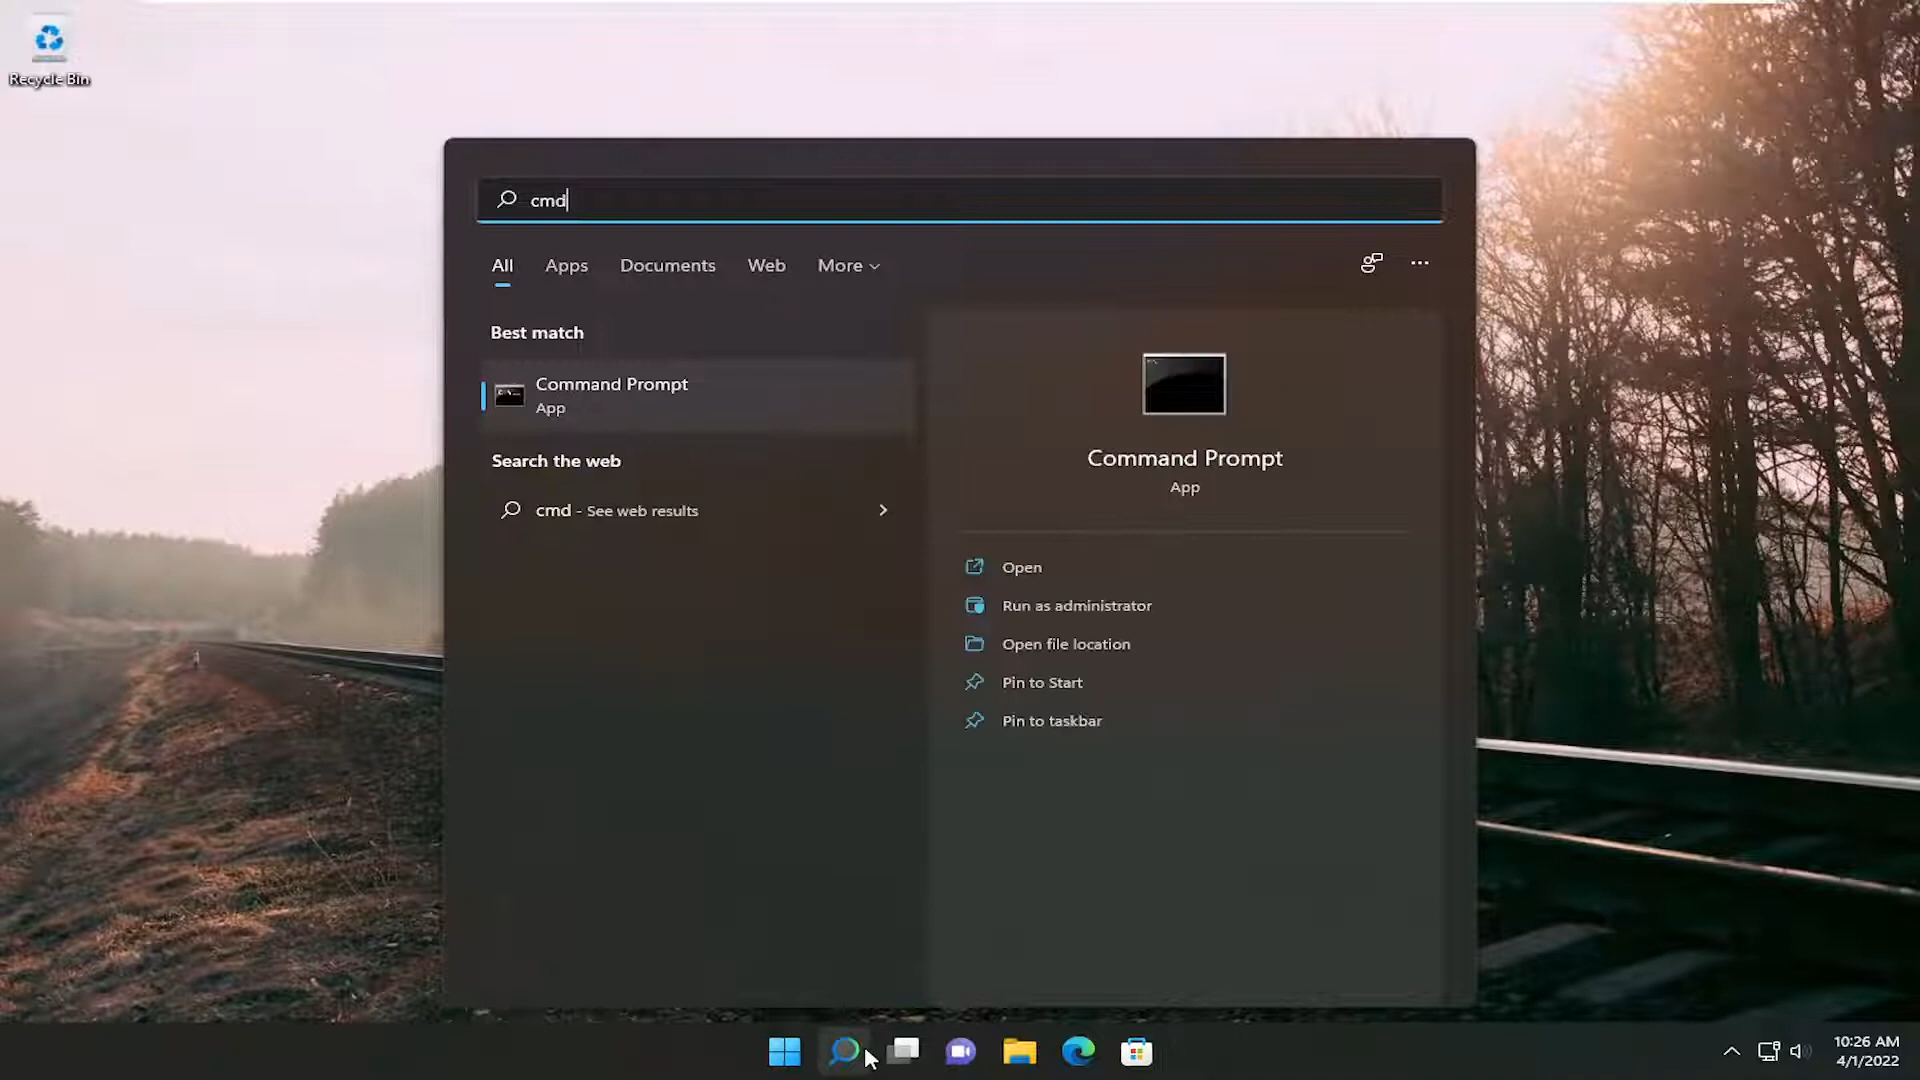 Recycle Bin
cmd
All Apps Documents Web More
Best match
Command Prompt
App
Search the web
cmd - See web results
Command Prompt
App
Open
Run as administrator
Open file location
Pin to Start
Pin to taskbar
10:26 AM
4/1/2022